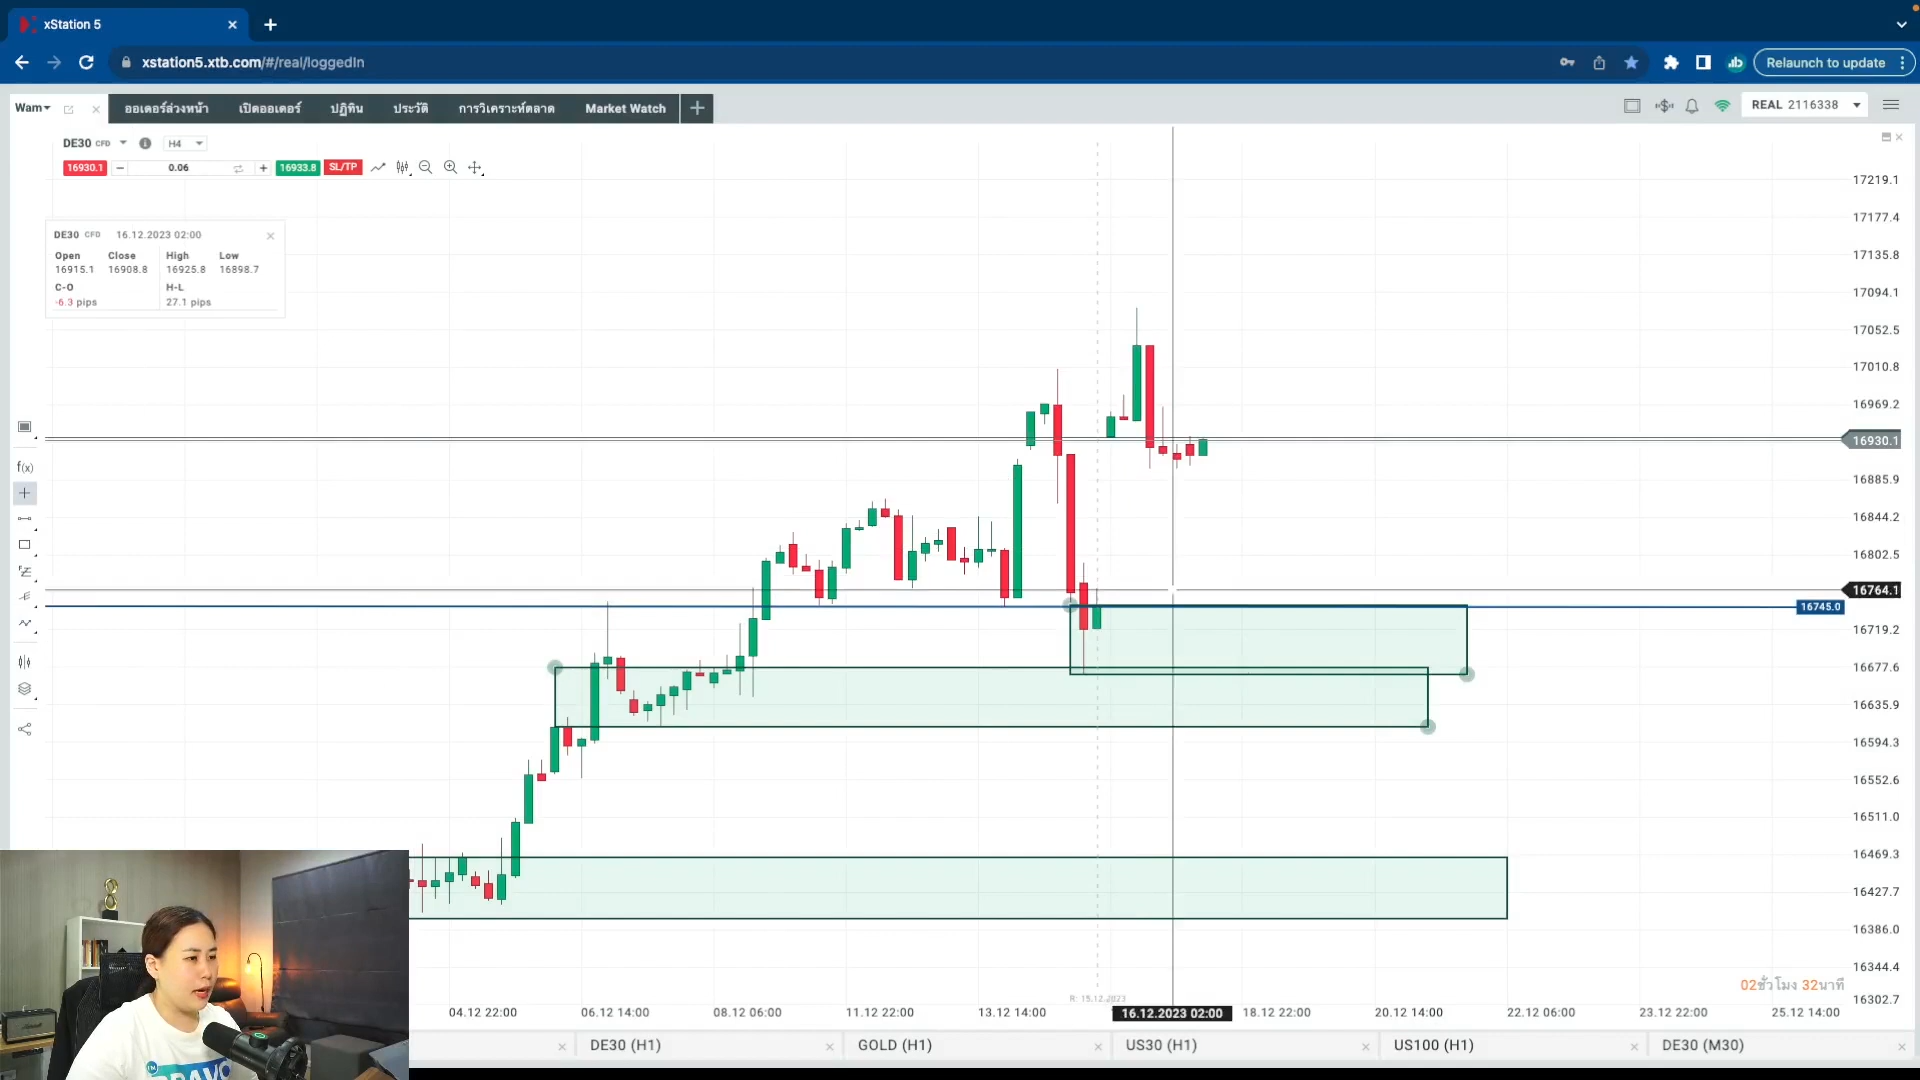 xStation 5
xstation5.xtb.com/#/real/loggedIn
Relaunch to update
Wam
ออเดอร์ล่วงหน้า
เปิดออเดอร์
ปฏิทิน
ประวัติ
การวิเคราะห์ตลาด
Market Watch
REAL 2116338
DE30 CFD
H4
16930.1
0.06
16933.8
SL/TP
DE30 CFD 16.12.2023 02:00
Open Close High Low
16915.1 16908.8 16925.8 16898.7
C-O H-L
-6.3 pips 27.1 pips
f(x)
17219.1
17177.4
17135.8
17094.1
17052.5
17010.8
16969.2
16930.1
16885.9
16844.2
16802.5
16764.1
16745.0
16719.2
16677.6
16635.9
16594.3
16552.6
16511.0
16469.3
16427.7
16386.0
16344.4
16302.7
02ชั่วโมง 32นาที
R: 15.12.2023
04.12 22:00
06.12 14:00
08.12 06:00
11.12 22:00
13.12 14:00
16.12.2023 02:00
18.12 22:00
20.12 14:00
22.12 06:00
23.12 22:00
25.12 14:00
DE30 (H1)
GOLD (H1)
US30 (H1)
US100 (H1)
DE30 (M30)
I'M
BRAVO